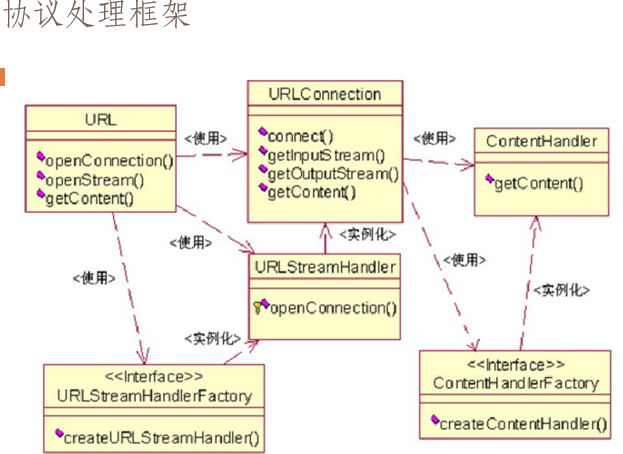 协议处理框架
URL
openConnection()
openStream()
getContent()
<使用>
URLConnection
connect()
getInputStream()
getOutputStream()
getContent()
<使用>
ContentHandler
getContent()
<使用>
<实例化>
<使用>
URLStreamHandler
openConnection()
<使用>
<实例化>
<实例化>
<<Interface>>
URLStreamHandlerFactory
createURLStreamHandler()
<<Interface>>
ContentHandlerFactory
createContentHandler()